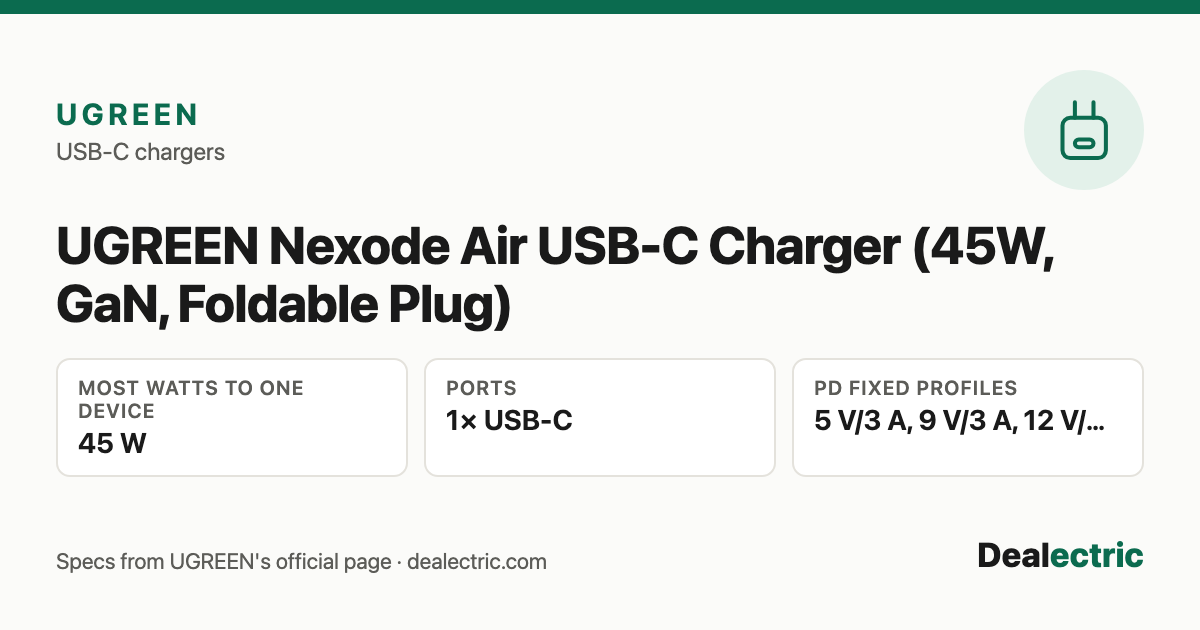 UGREEN
USB-C chargers
UGREEN Nexode Air USB-C Charger (45W,
GaN, Foldable Plug)
MOST WATTS TO ONE
DEVICE
45 W
PORTS
1× USB-C
PD FIXED PROFILES
5 V/3 A, 9 V/3 A, 12 V/...
Specs from UGREEN's official page · dealectric.com
Dealectric